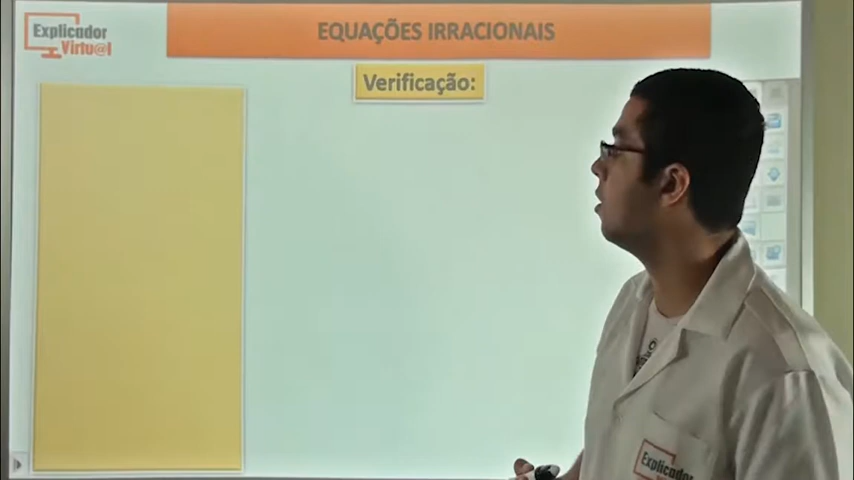 Explicador
Virtu@l
EQUAÇÕES IRRACIONAIS
Verificação:
Explicador